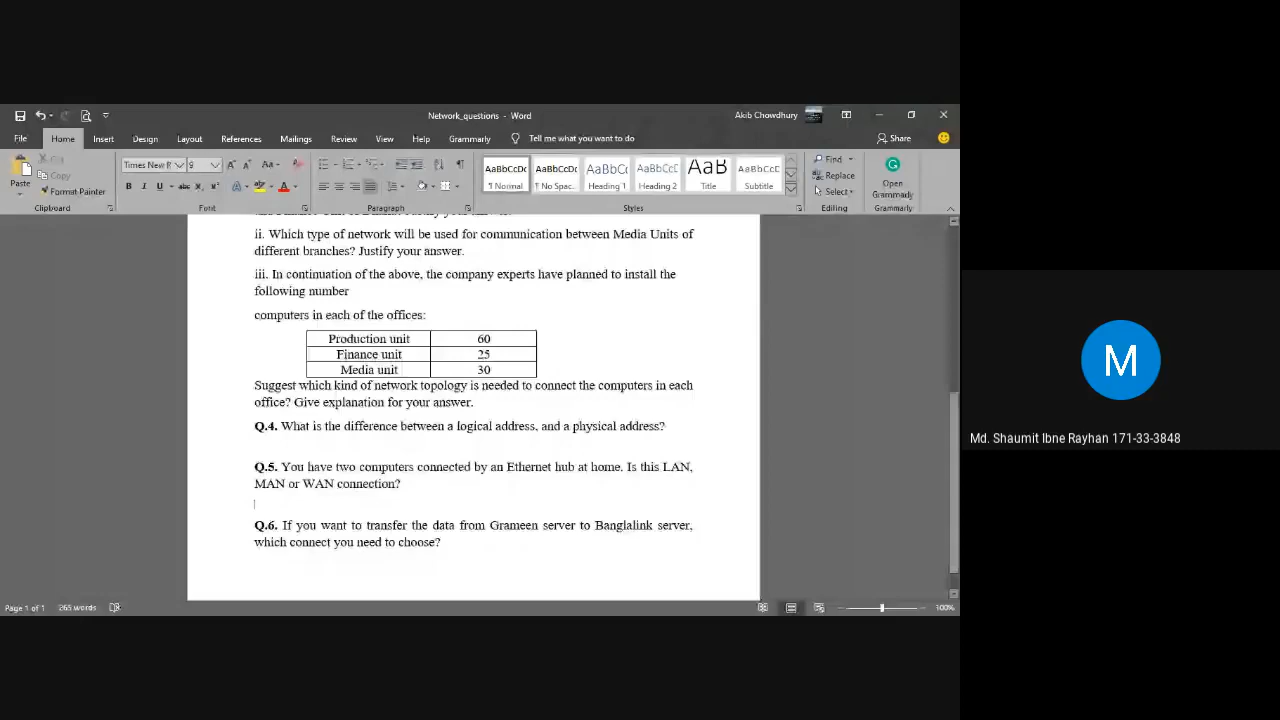 Network_questions - Word
Akib Chowdhury
File Home Insert Design Layout References Mailings Review View Help Grammarly Tell me what you want to do Share
Paste
Cut
Copy
Format Painter
Clipboard
Times New R 9
Font
Paragraph
AaBbCcDc AaBbCcDc AaBbCc AaBbCcC AaB AaBbCcD
¶ Normal ¶ No Spac... Heading 1 Heading 2 Title Subtitle
Styles
Find
Replace
Select
Editing
Open
Grammarly
Grammarly
ii. Which type of network will be used for communication between Media Units of
different branches? Justify your answer.
iii. In continuation of the above, the company experts have planned to install the
following number
computers in each of the offices:
Production unit 60
Finance unit 25
Media unit 30
Suggest which kind of network topology is needed to connect the computers in each
office? Give explanation for your answer.
Q.4. What is the difference between a logical address, and a physical address?
Q.5. You have two computers connected by an Ethernet hub at home. Is this LAN,
MAN or WAN connection?
Q.6. If you want to transfer the data from Grameen server to Banglalink server,
which connect you need to choose?
Page 1 of 1 265 words 100%
M
Md. Shaumit Ibne Rayhan 171-33-3848